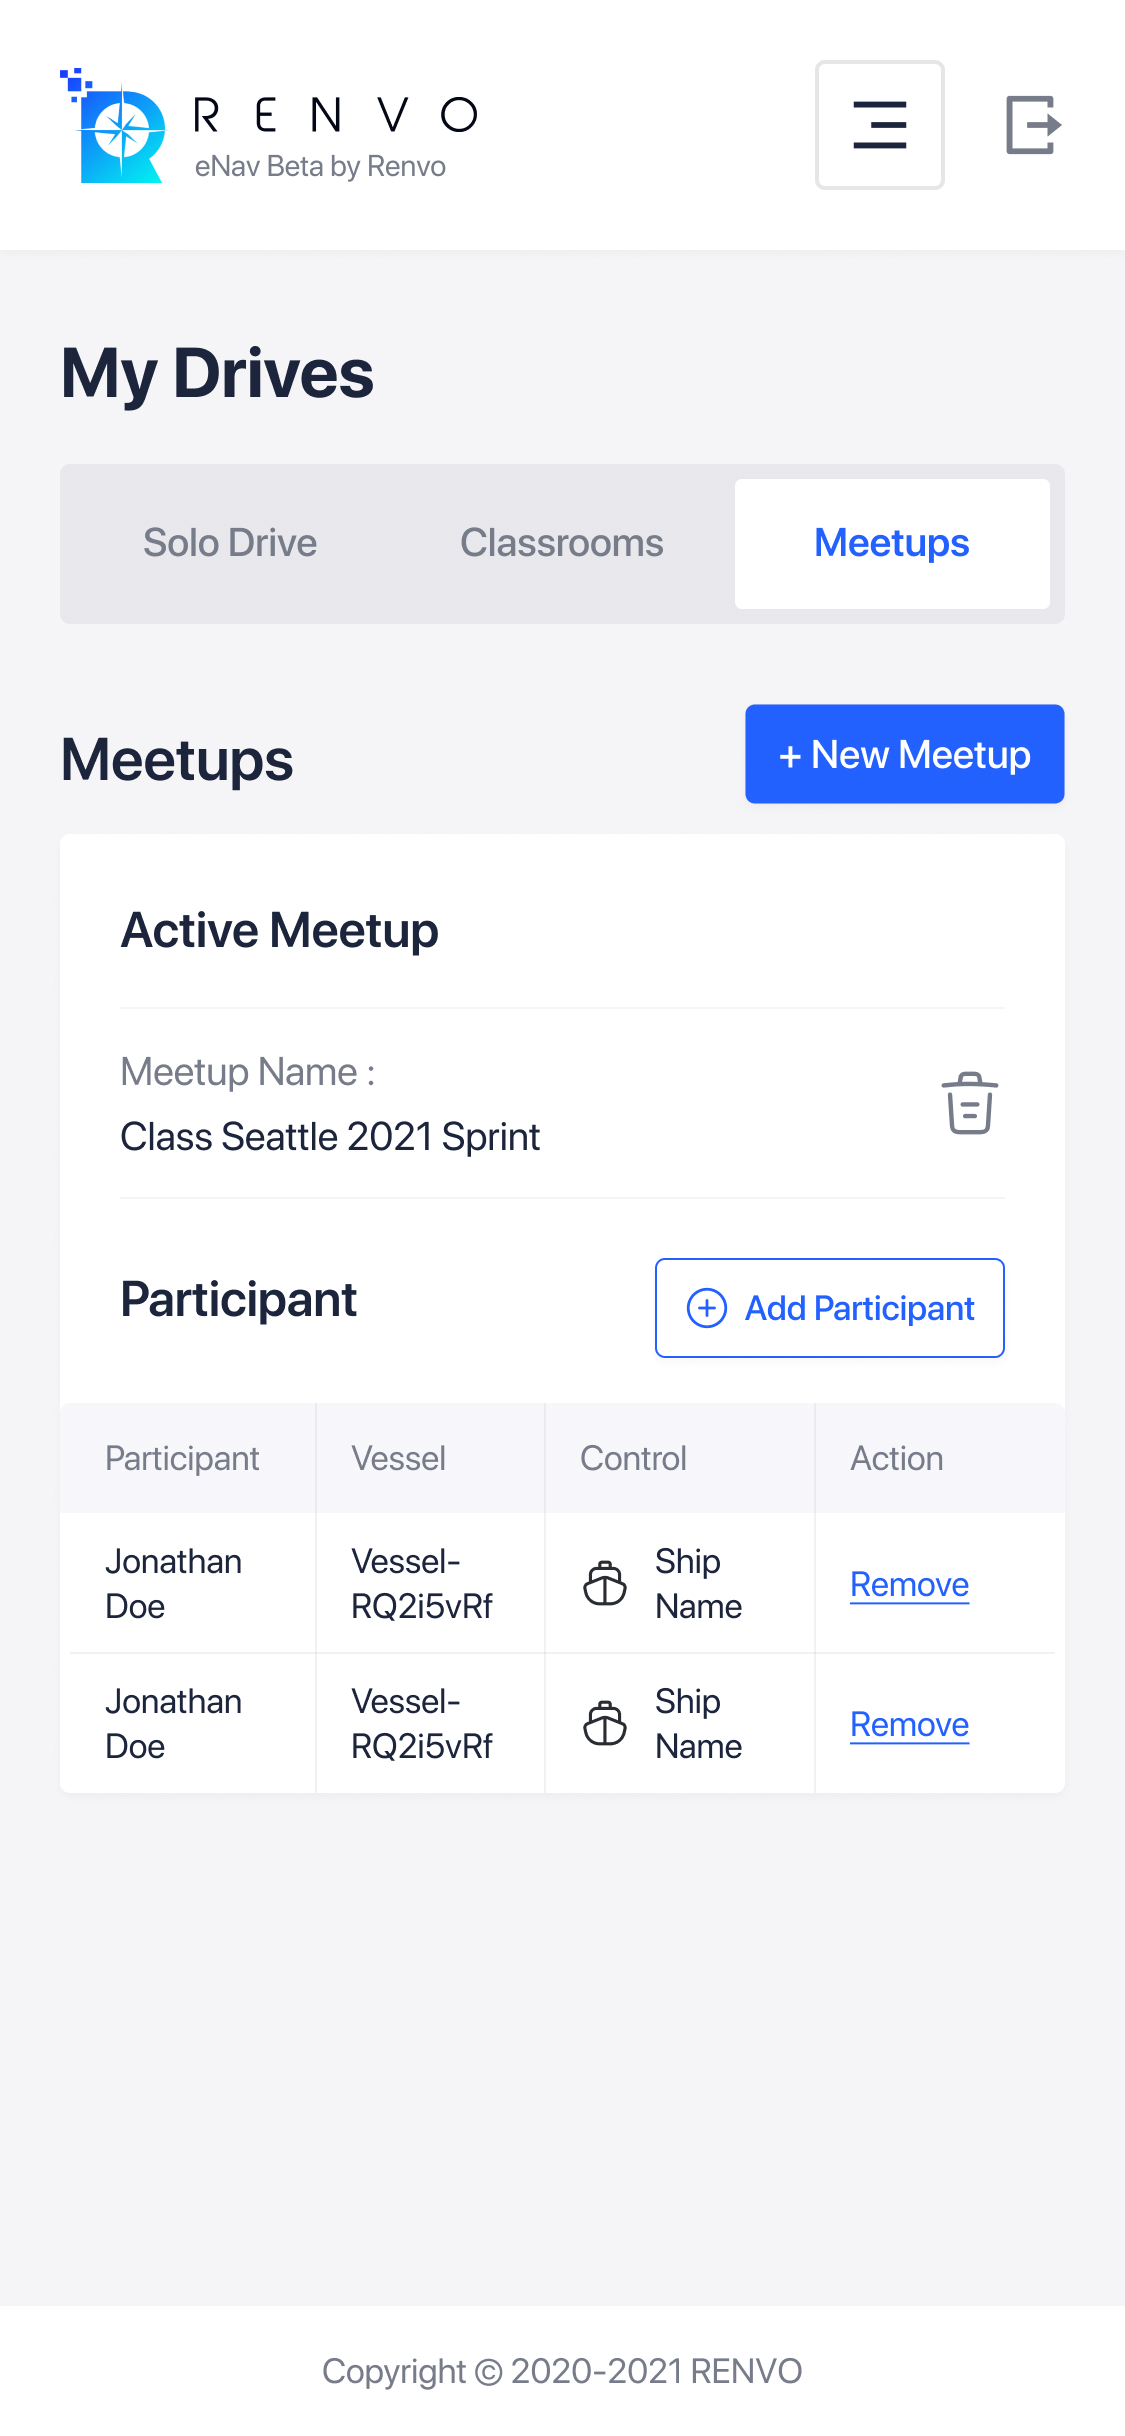 RENVO
eNav Beta by Renvo
My Drives
Solo Drive Classrooms Meetups
Meetups + New Meetup
Active Meetup
Meetup Name :
Class Seattle 2021 Sprint
Participant Add Participant
Participant Vessel Control Action
Jonathan Vessel- Ship
Doe RQ2i5vRf Name Remove
Jonathan Vessel- Ship
Doe RQ2i5vRf Name Remove
Copyright © 2020-2021 RENVO